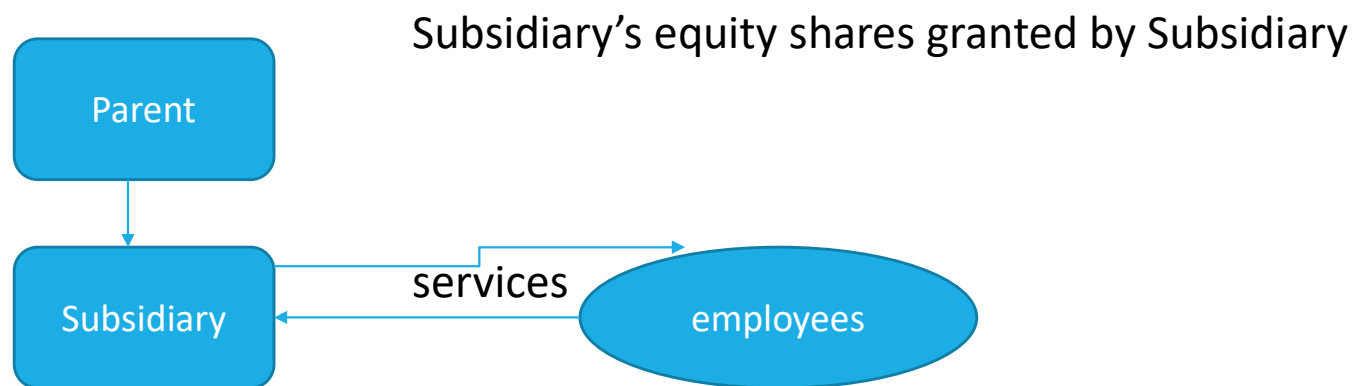 Subsidiary’s equity shares granted by Subsidiary
Parent
services
Subsidiary
employees